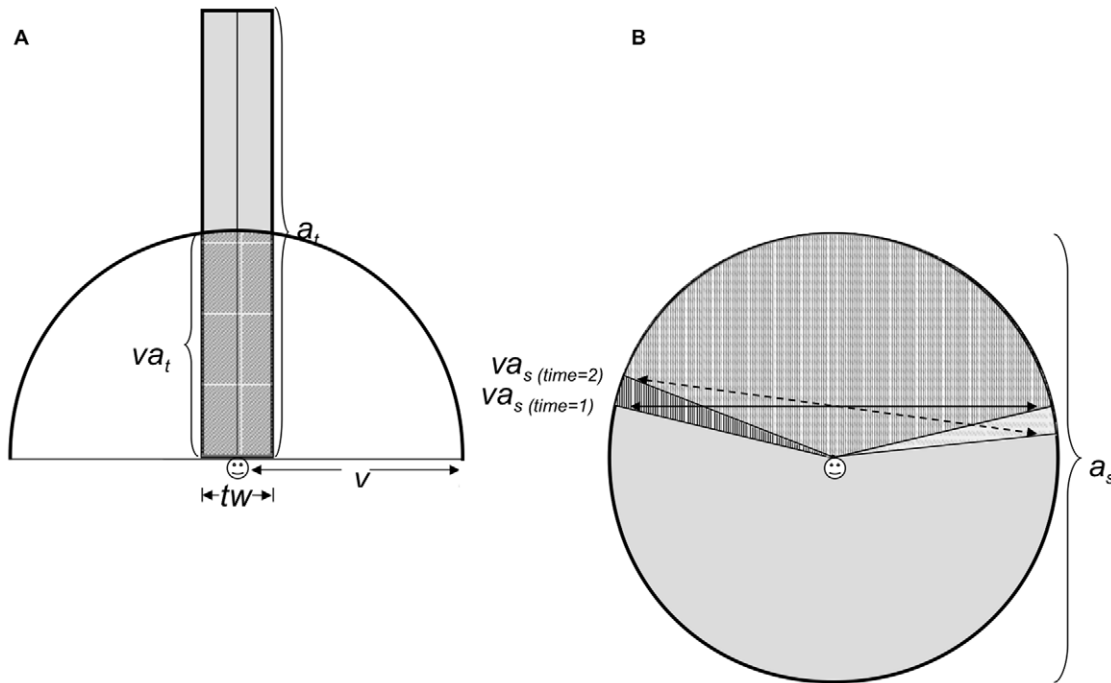 A
a_t
va_t
v
tw
B
va_s (time=2)
va_s (time=1)
a_s